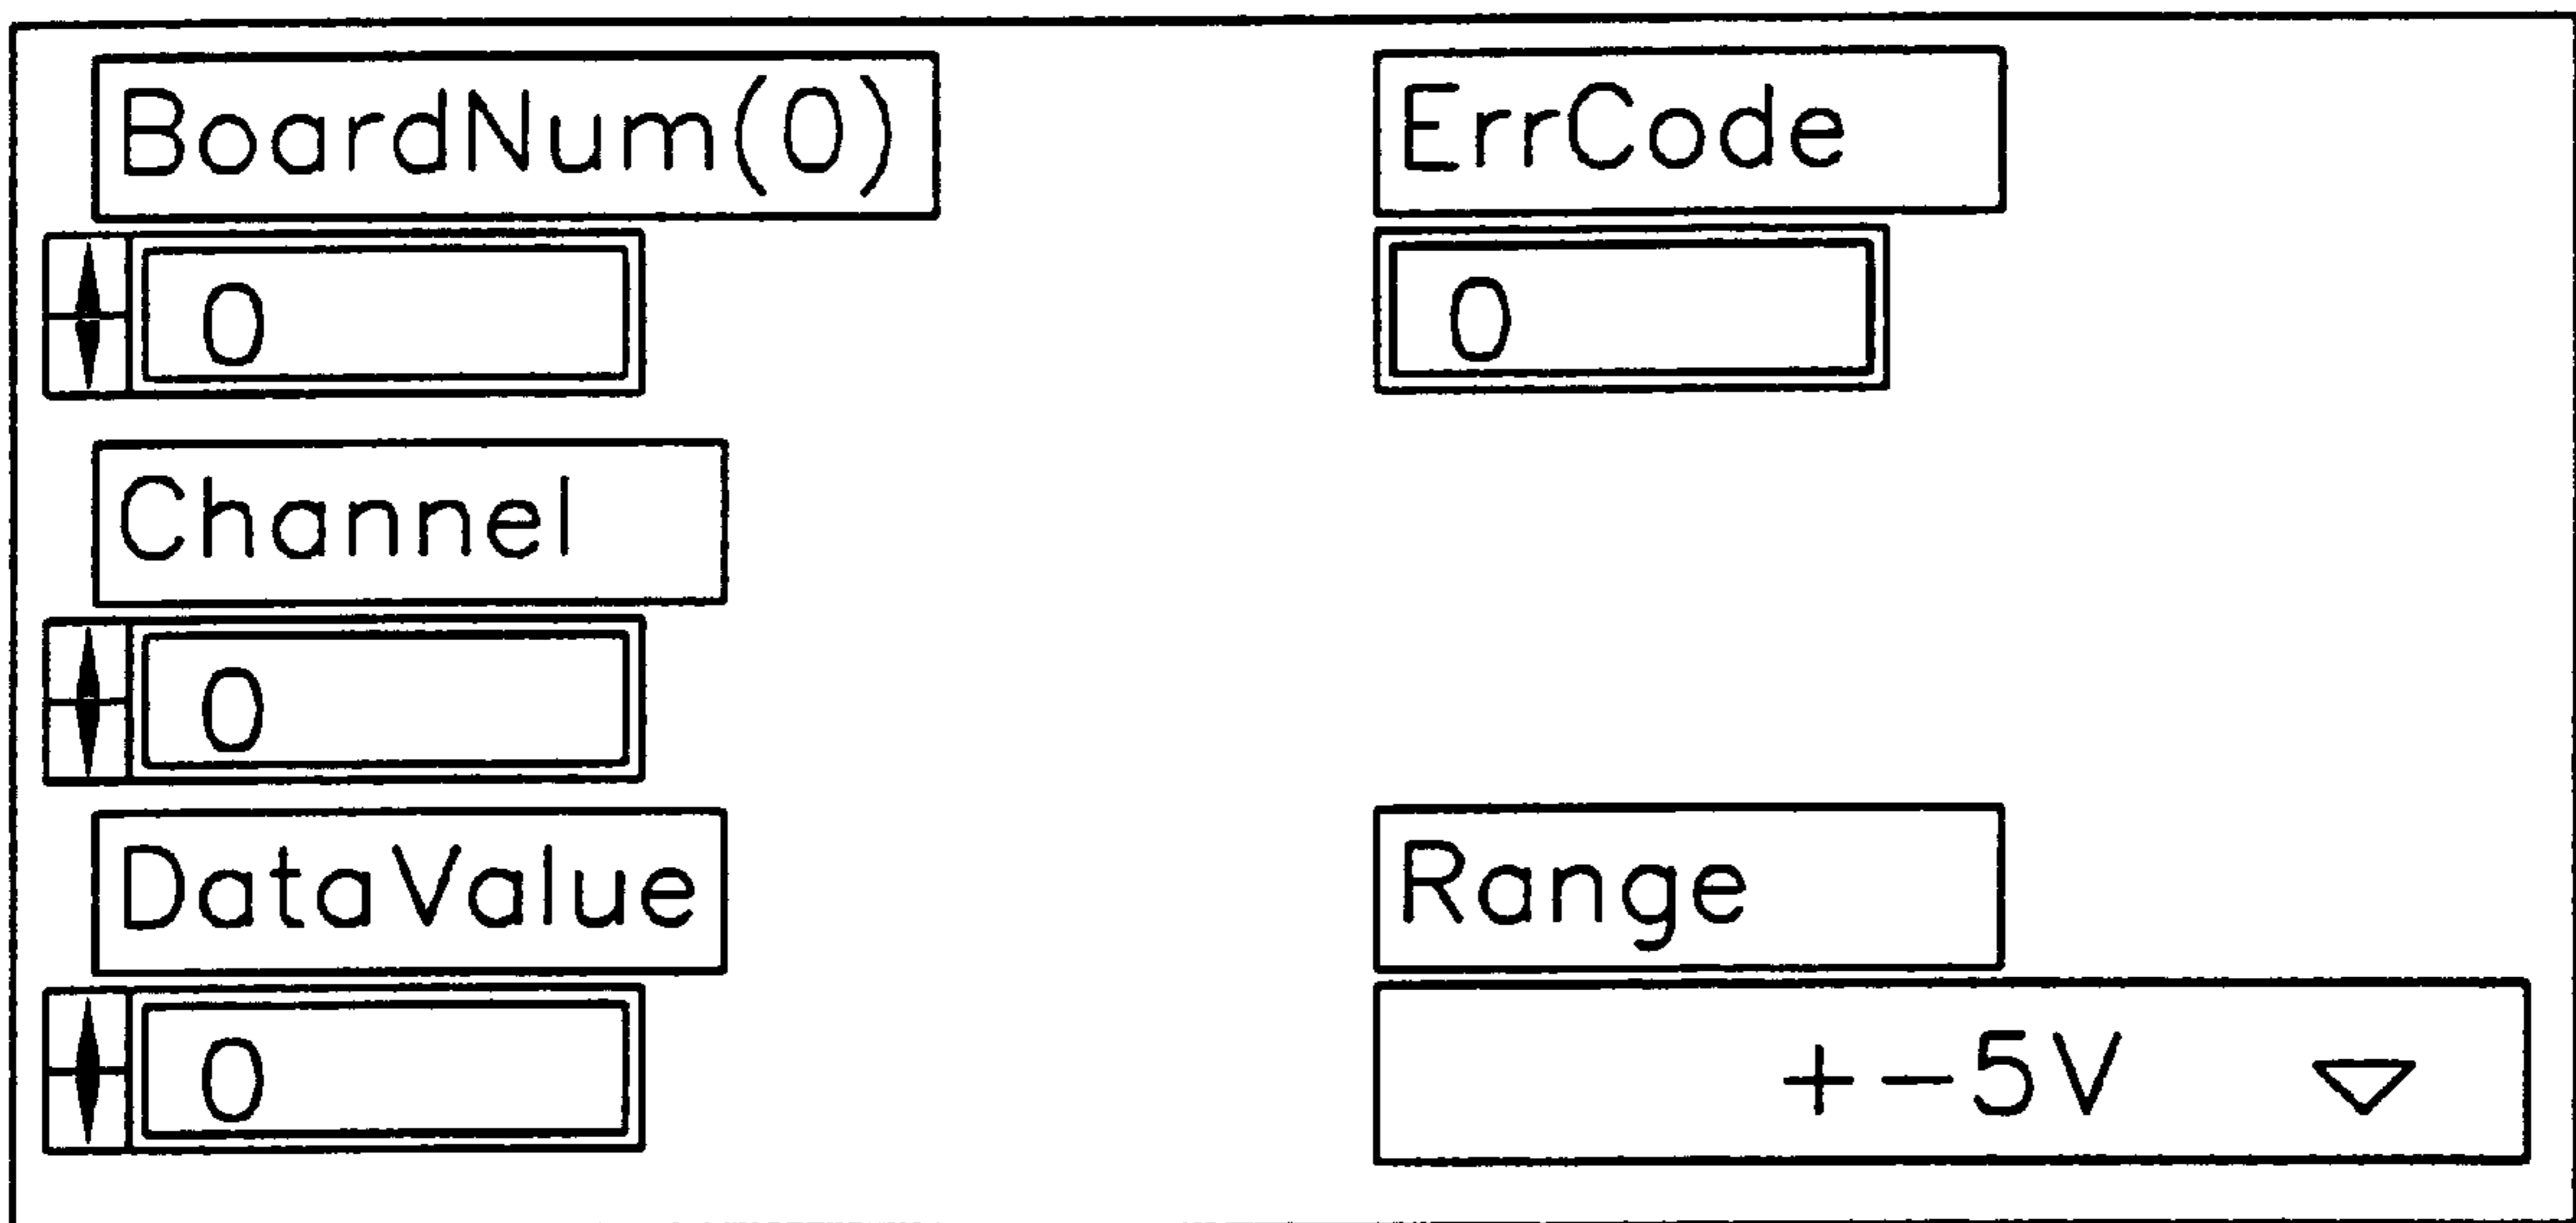 BoardNum(0)
ErrCode
0
0
Channel
0
DataValue
Range
0
+-5V